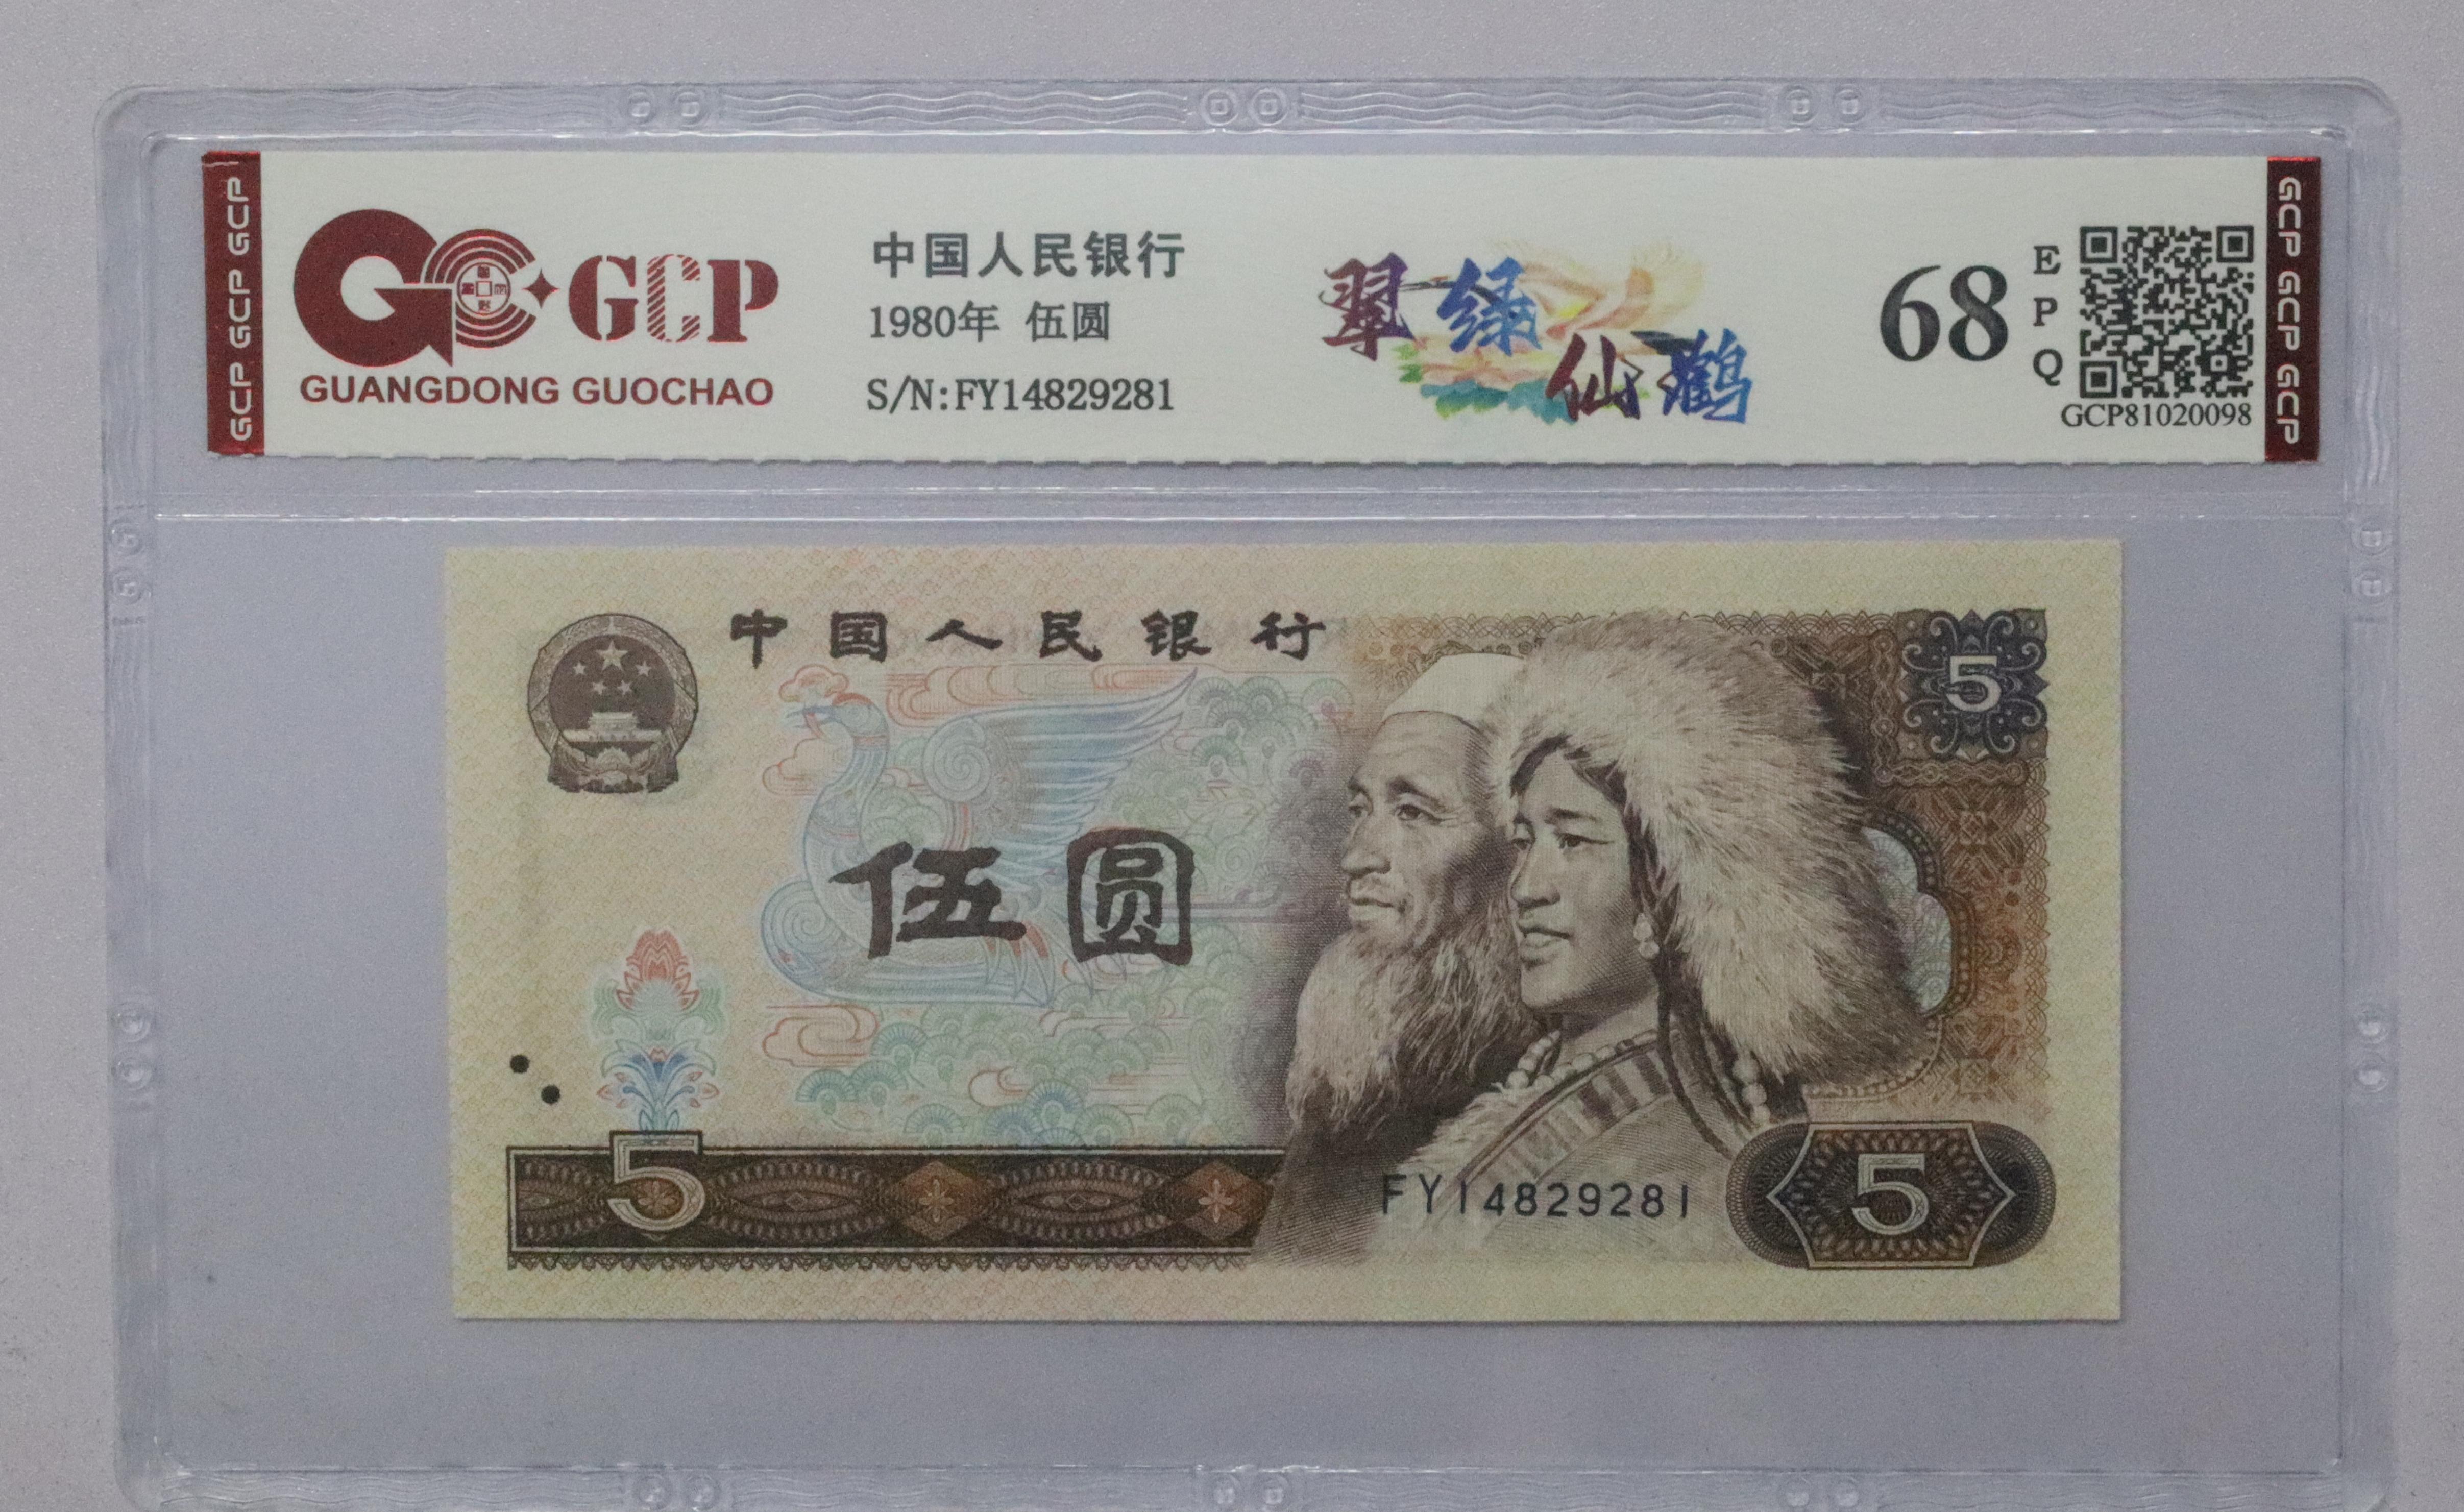 GCP GCP GCP
GCP
GUANGDONG GUOCHAO
中国人民银行
1980年 伍圆
S/N:FY14829281
翠绿
仙鹤
68
E
P
Q
GCP81020098
GCP GCP GCP
中国人民银行
5
伍圆
5
FY14829281
5